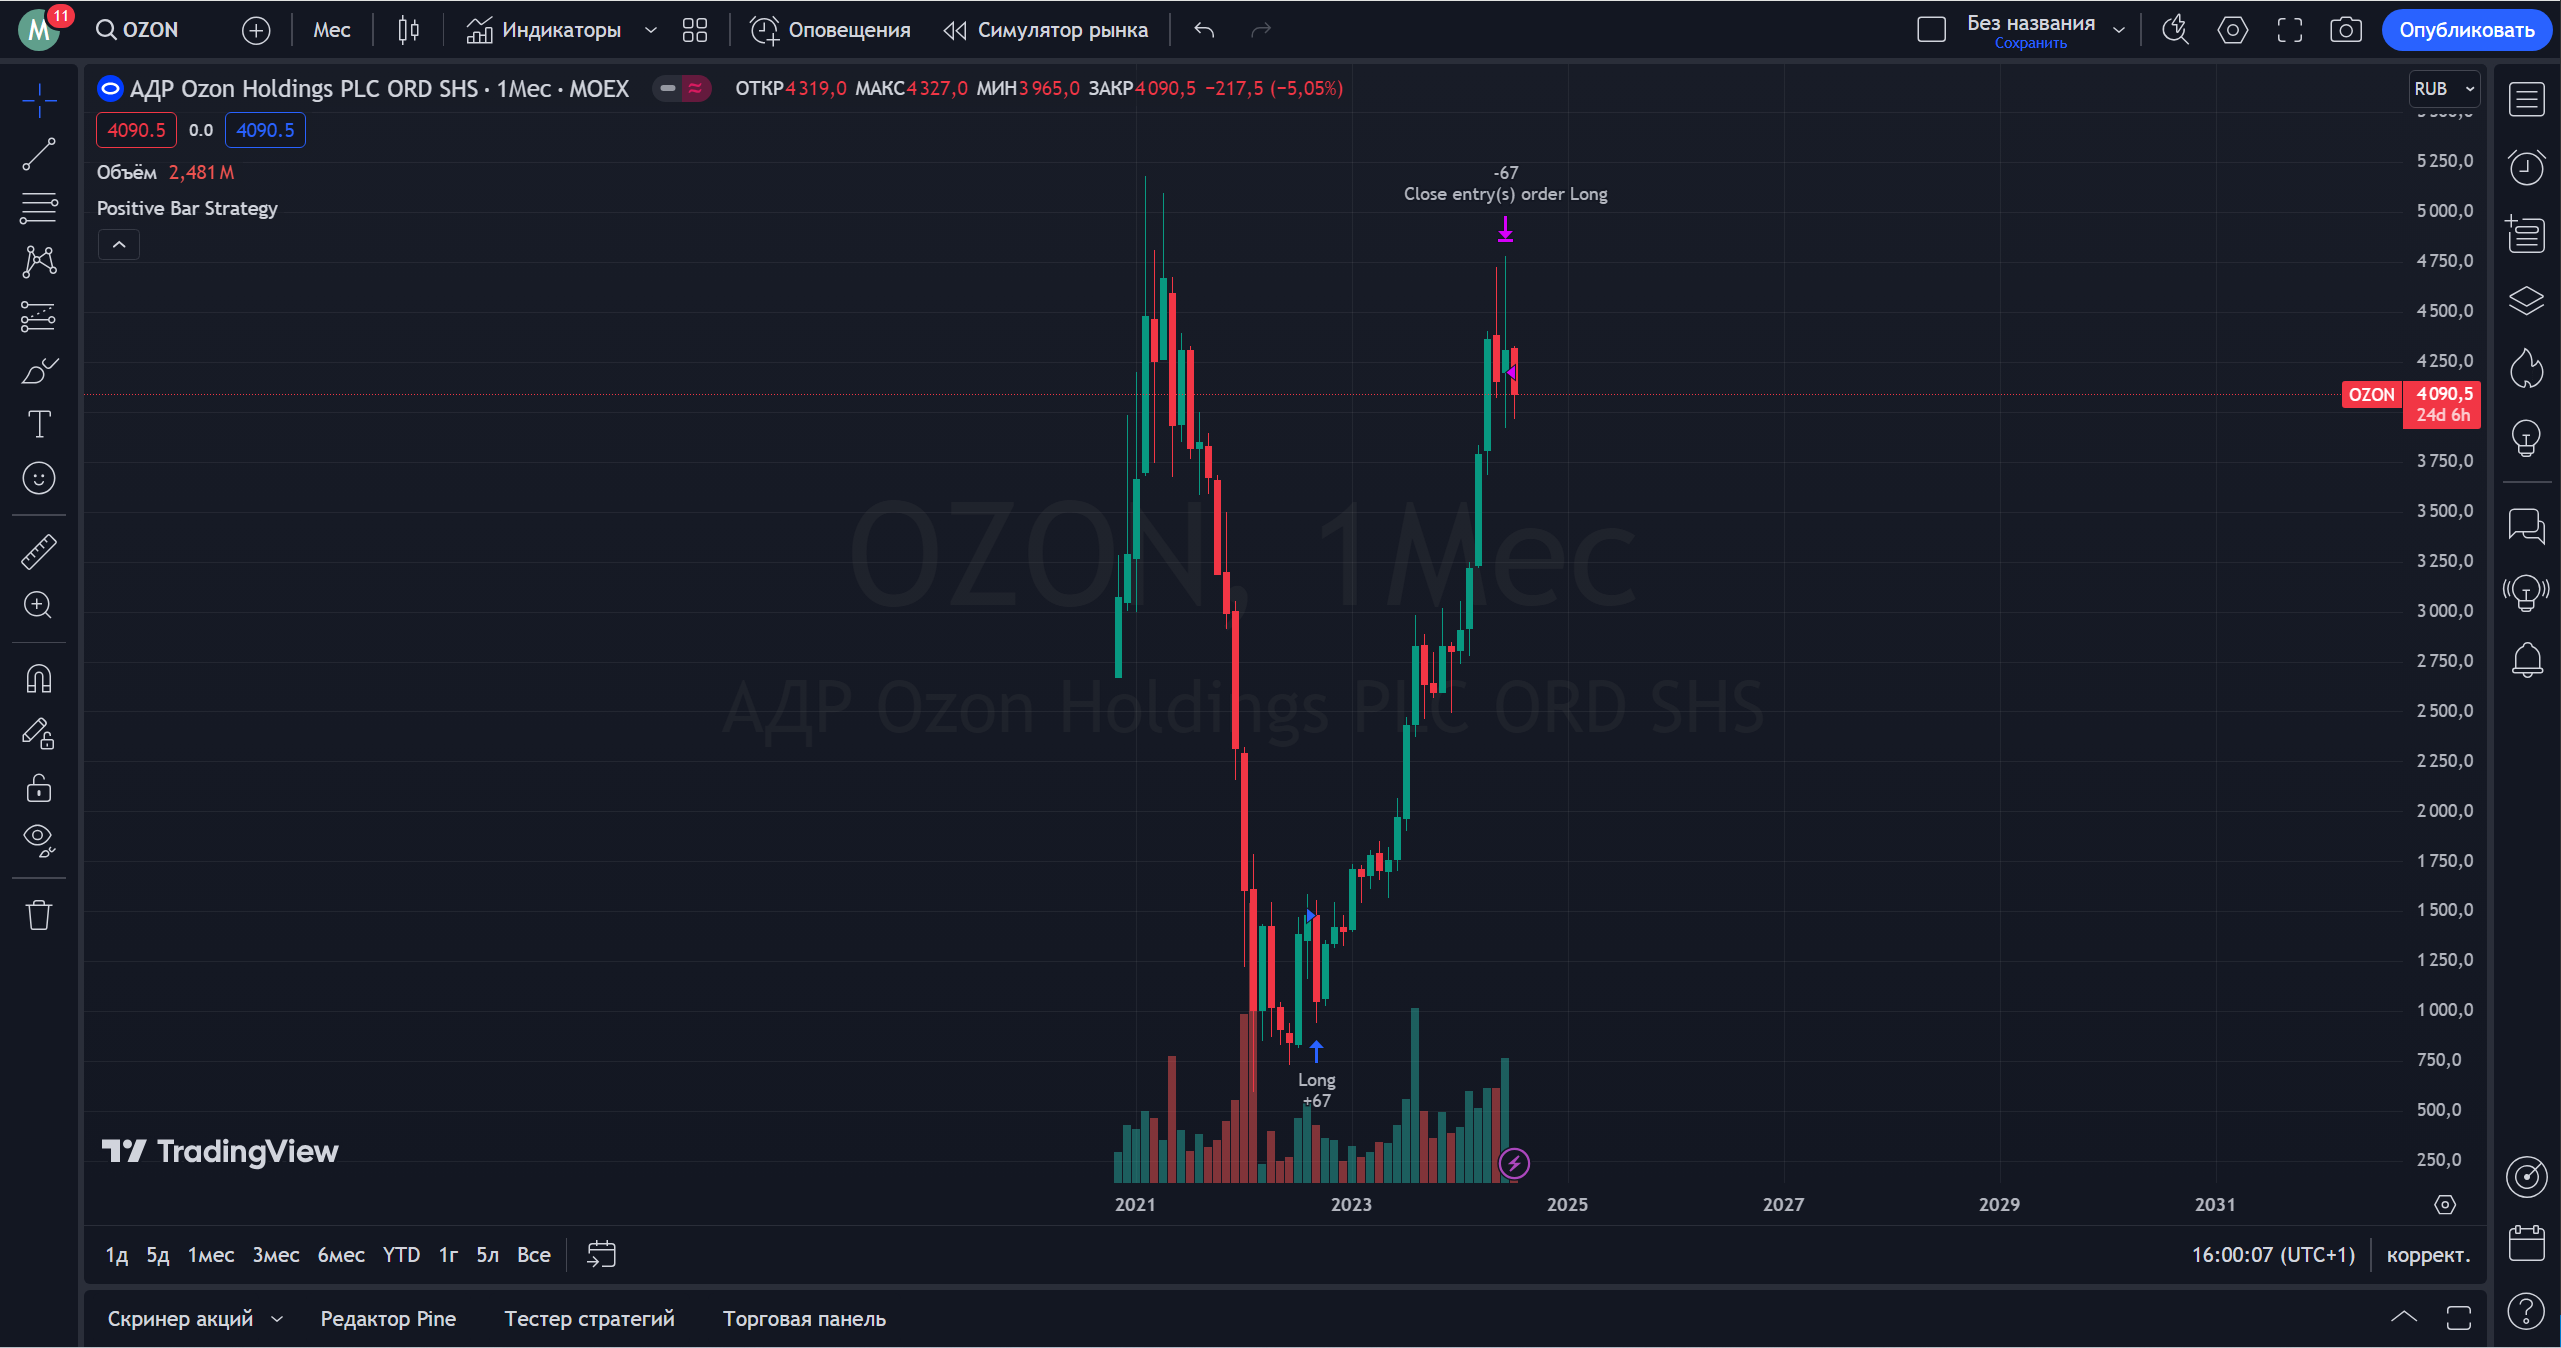 M 11 OZON Мес Индикаторы Оповещения Симулятор рынка Без названия Опубликовать
Сохранить
АДР Ozon Holdings PLC ORD SHS · 1Мес · MOEX ОТКР4 319,0 МАКС4 327,0 МИН3 965,0 ЗАКР4 090,5 −217,5 (−5,05%) RUB
4090.5 0.0 4090.5
Объём 2,481 M
Positive Bar Strategy
-67
Close entry(s) order Long
5 250,0
5 000,0
4 750,0
4 500,0
4 250,0
OZON 4 090,5
24d 6h
3 750,0
3 500,0
3 250,0
3 000,0
2 750,0
2 500,0
2 250,0
2 000,0
1 750,0
1 500,0
1 250,0
1 000,0
750,0
500,0
250,0
OZON, 1Мес
АДР Ozon Holdings PLC ORD SHS
Long
+67
TradingView
2021 2023 2025 2027 2029 2031
1д 5д 1мес 3мес 6мес YTD 1г 5л Все 16:00:07 (UTC+1) коррект.
Скринер акций Редактор Pine Тестер стратегий Торговая панель